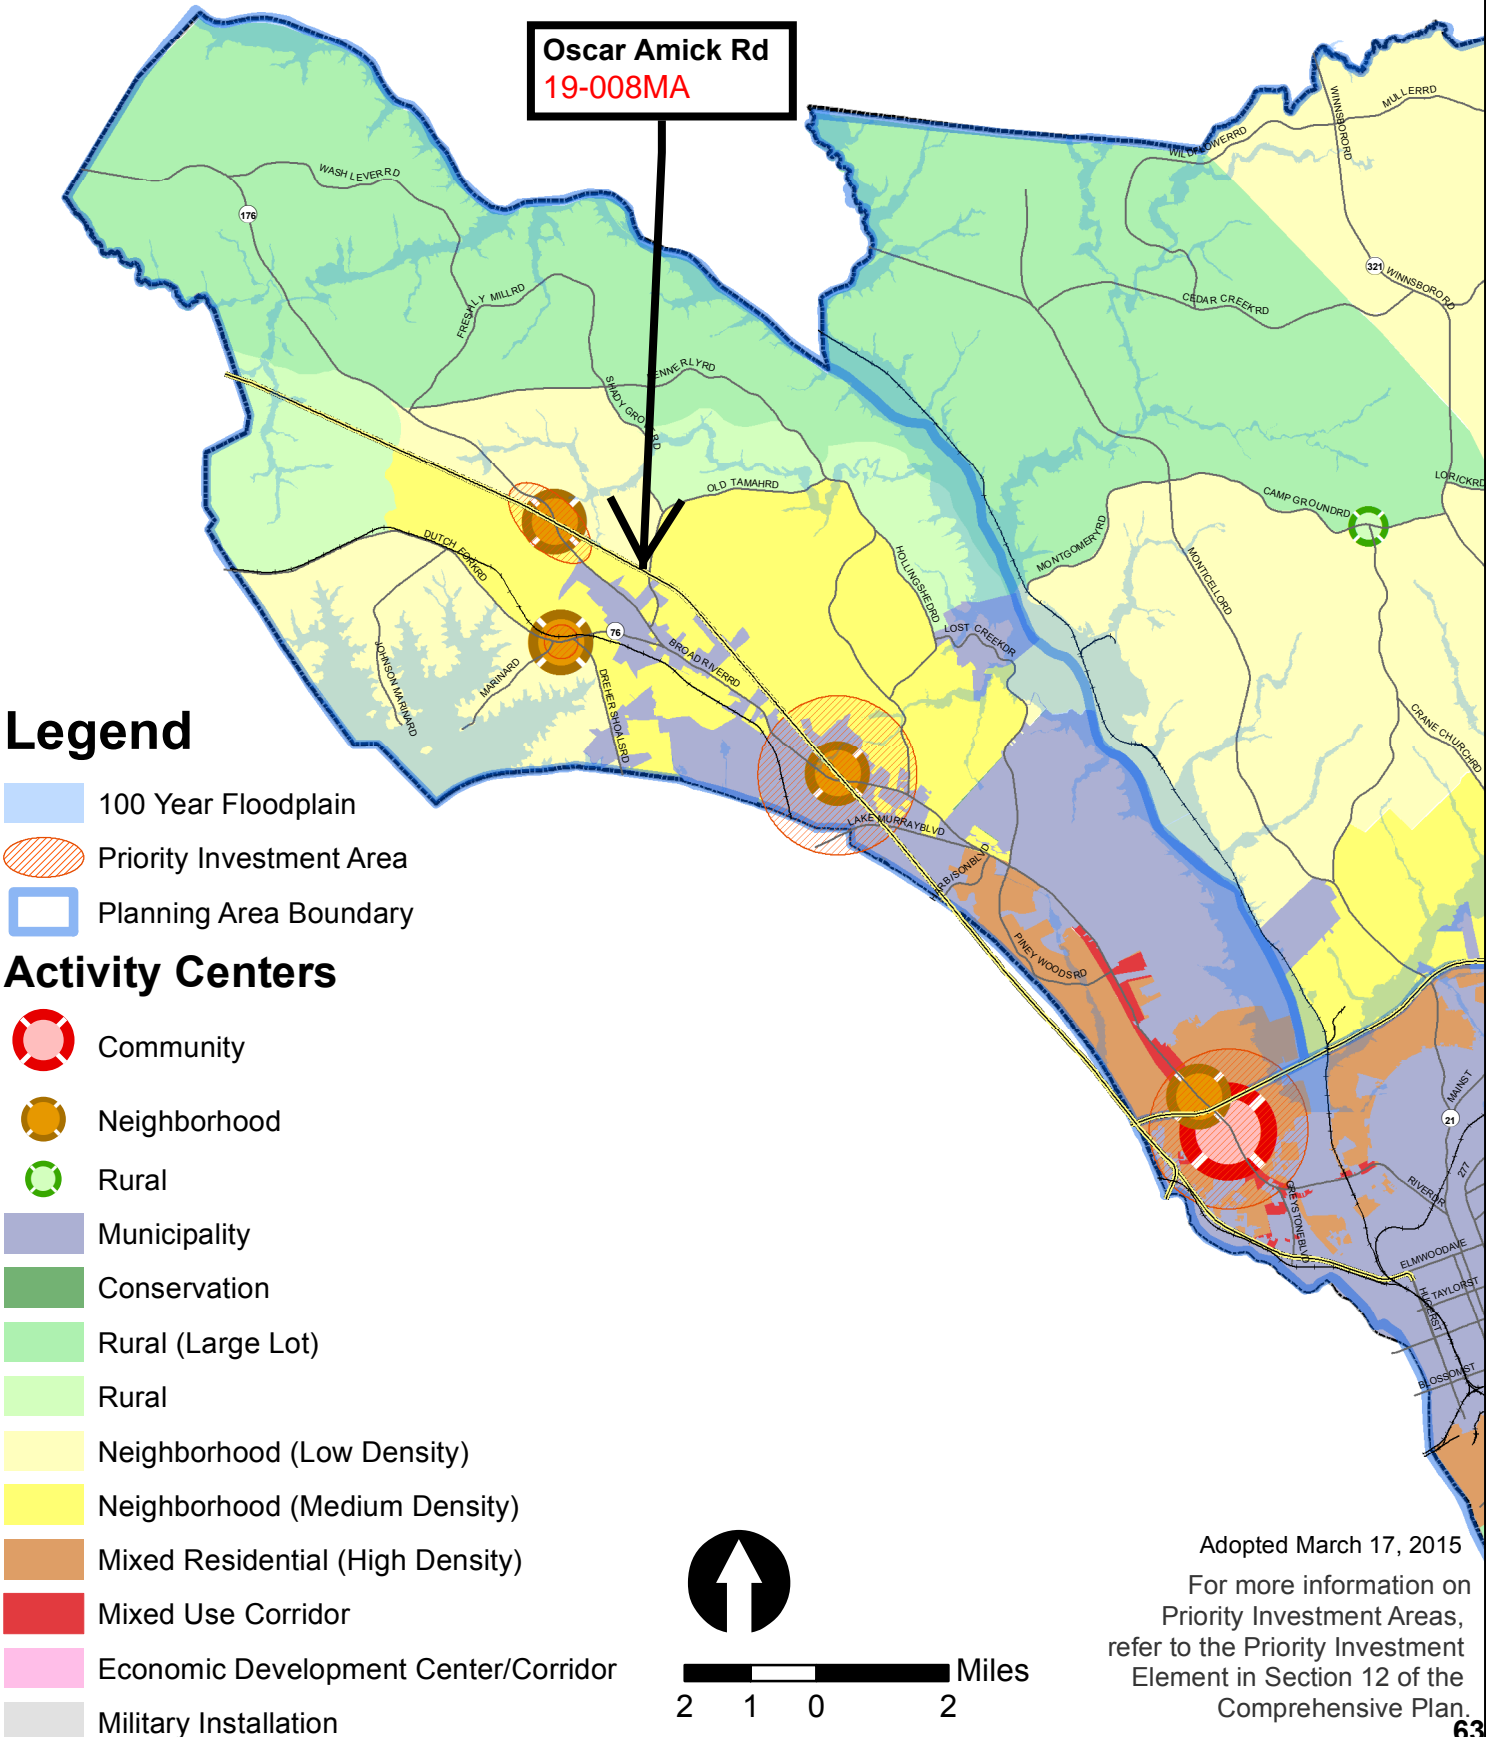 Oscar Amick Rd
19-008MA
WINNSBORO RD
MULLER RD
WILDFLOWER RD
WASH LEVER RD
176
321
WINNSBORO RD
CEDAR CREEK RD
FRESHLY MILL RD
KENNERLY RD
SHADY GROVE RD
OLD TAMAH RD
LORICK RD
CAMP GROUND RD
MONTGOMERY RD
DUTCH FORK RD
HOLLINGSHED RD
MONTICELLO RD
LOST CREEK DR
76
BROAD RIVER RD
JOHNSON MARINA RD
MARINA RD
DREHER SHOALS RD
CRANE CHURCH RD
LAKE MURRAY BLVD
HARBISON BLVD
PINEY WOODS RD
MAIN ST
21
277
RIVER DR
GREYSTONE BLVD
ELMWOOD AVE
TAYLOR ST
HUGER ST
BLOSSOM ST
Legend
100 Year Floodplain
Priority Investment Area
Planning Area Boundary
Activity Centers
Community
Neighborhood
Rural
Municipality
Conservation
Rural (Large Lot)
Rural
Neighborhood (Low Density)
Neighborhood (Medium Density)
Mixed Residential (High Density)
Mixed Use Corridor
Economic Development Center/Corridor
Military Installation
Miles
2 1 0 2
Adopted March 17, 2015
For more information on
Priority Investment Areas,
refer to the Priority Investment
Element in Section 12 of the
Comprehensive Plan.
63